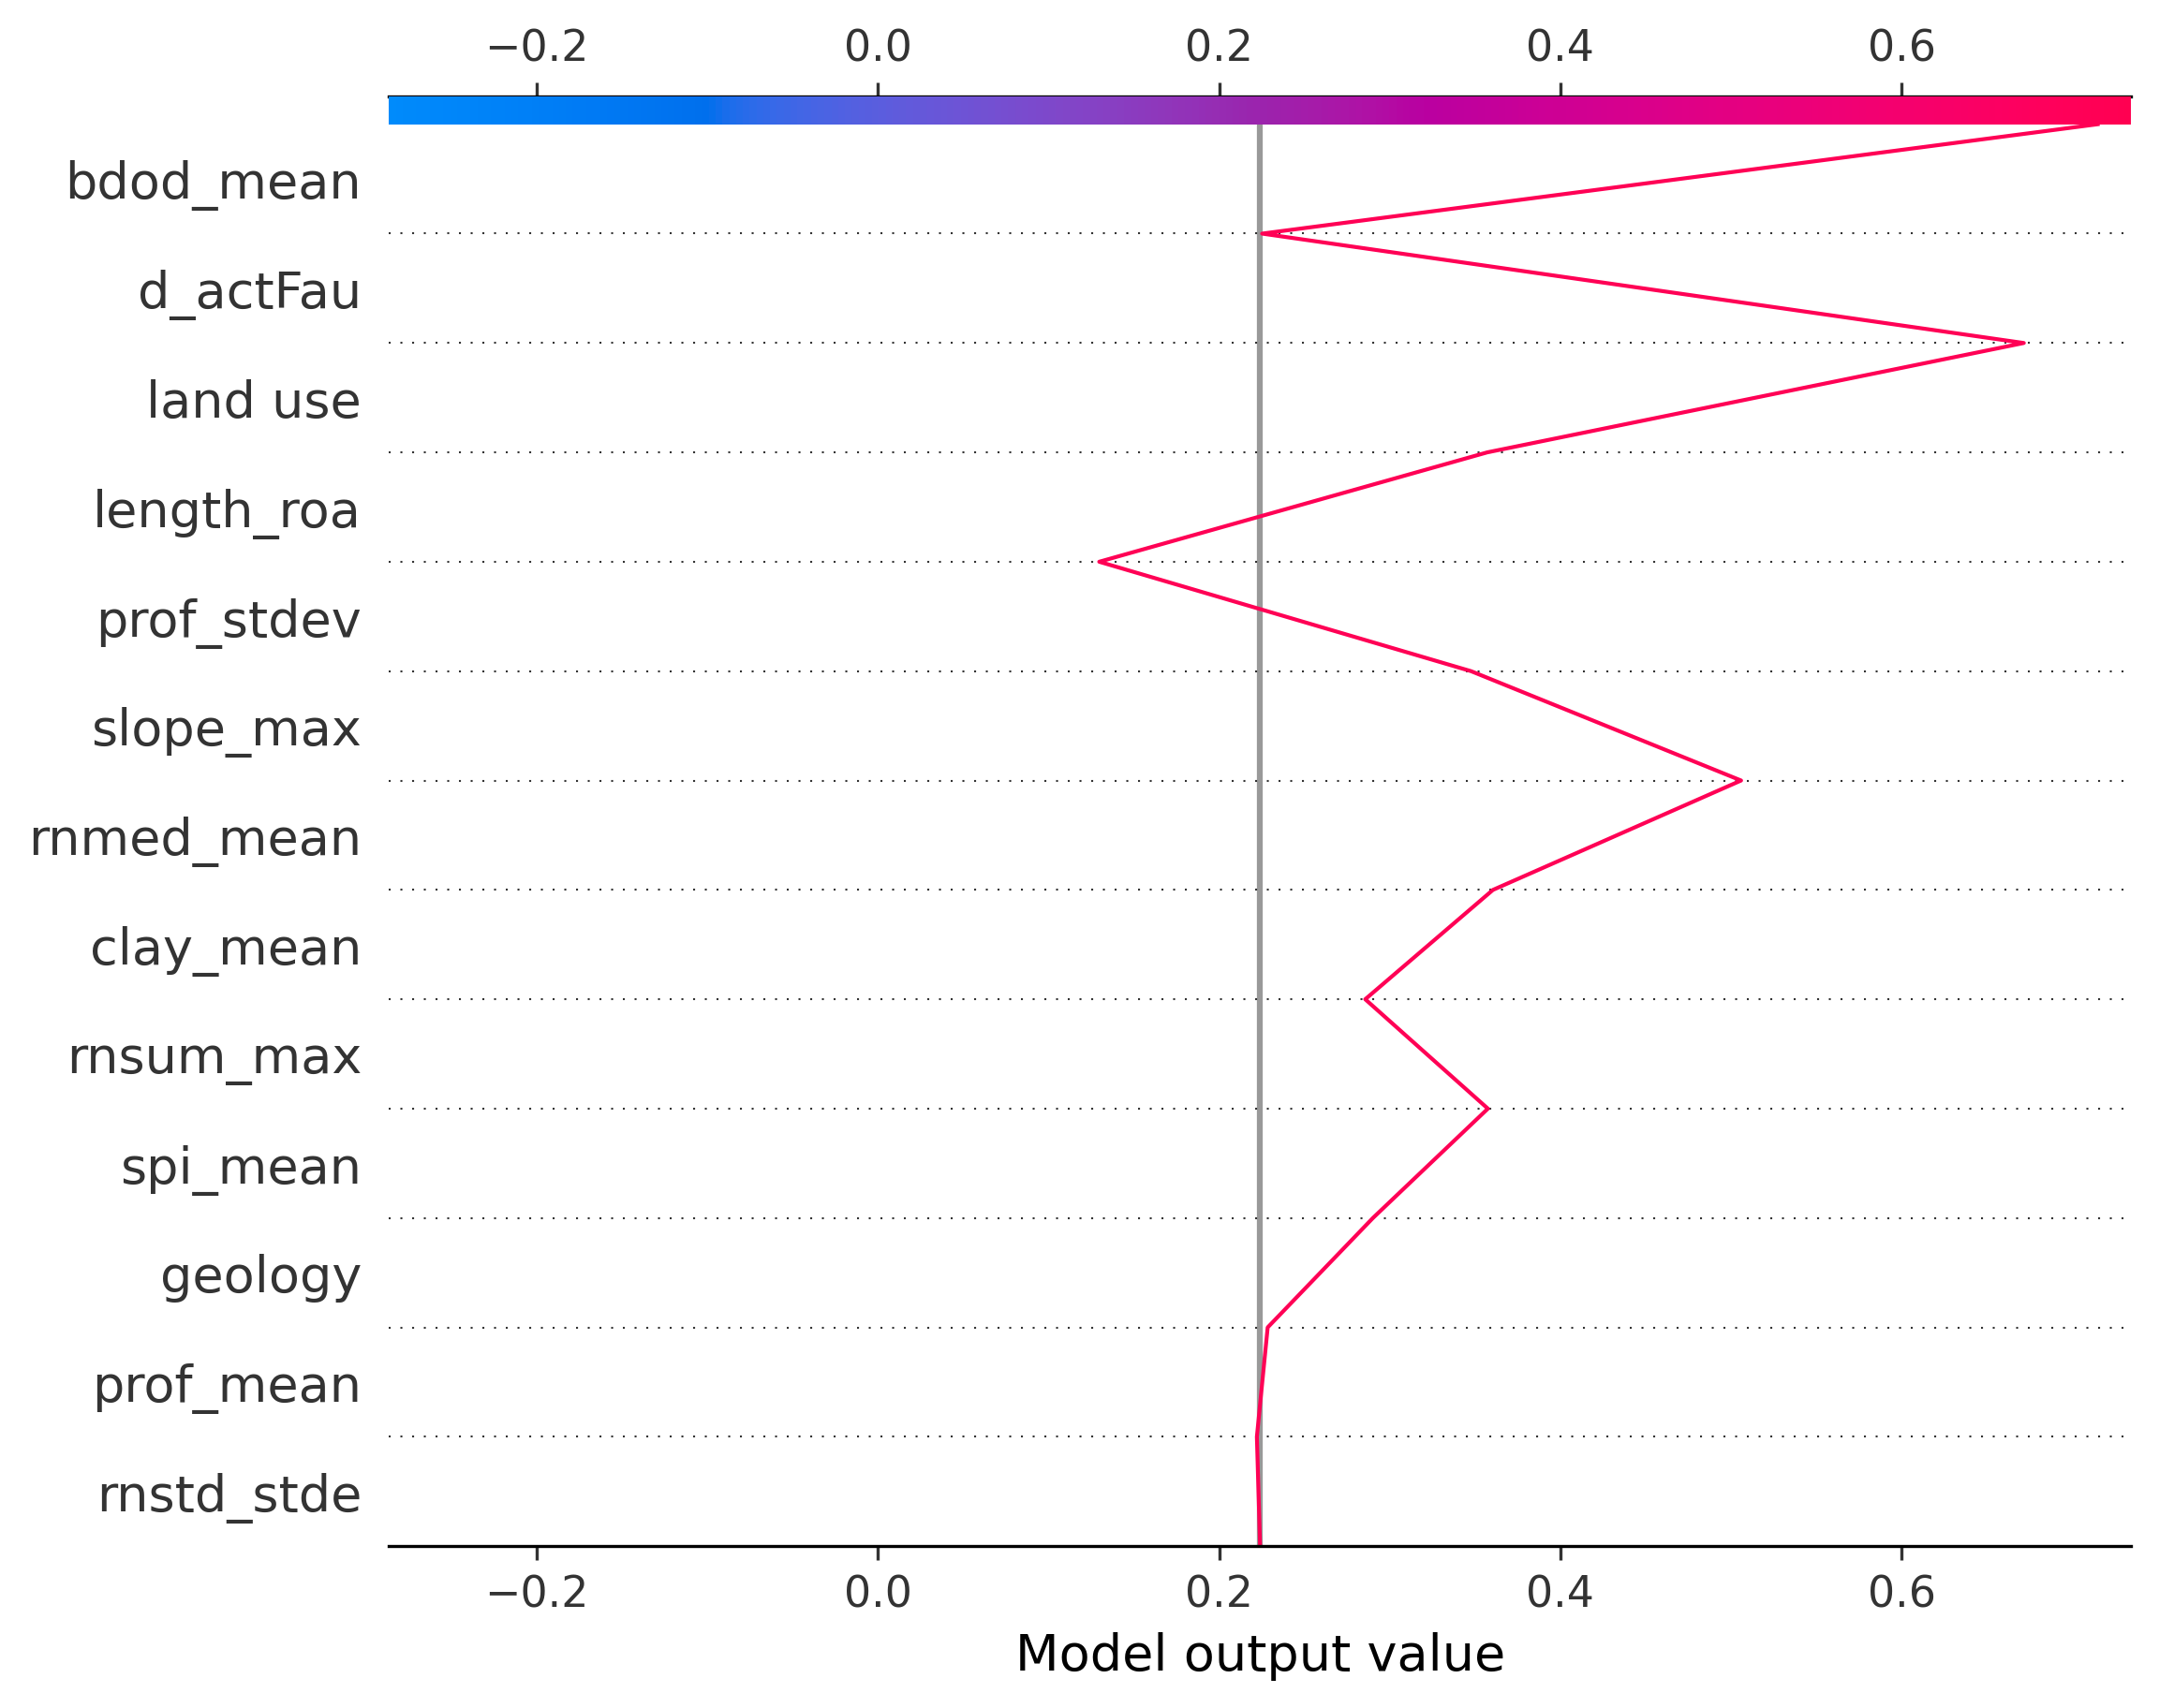 −0.2 0.0 0.2 0.4 0.6
bdod_mean
d_actFau
land use
length_roa
prof_stdev
slope_max
rnmed_mean
clay_mean
rnsum_max
spi_mean
geology
prof_mean
rnstd_stde
−0.2 0.0 0.2 0.4 0.6
Model output value